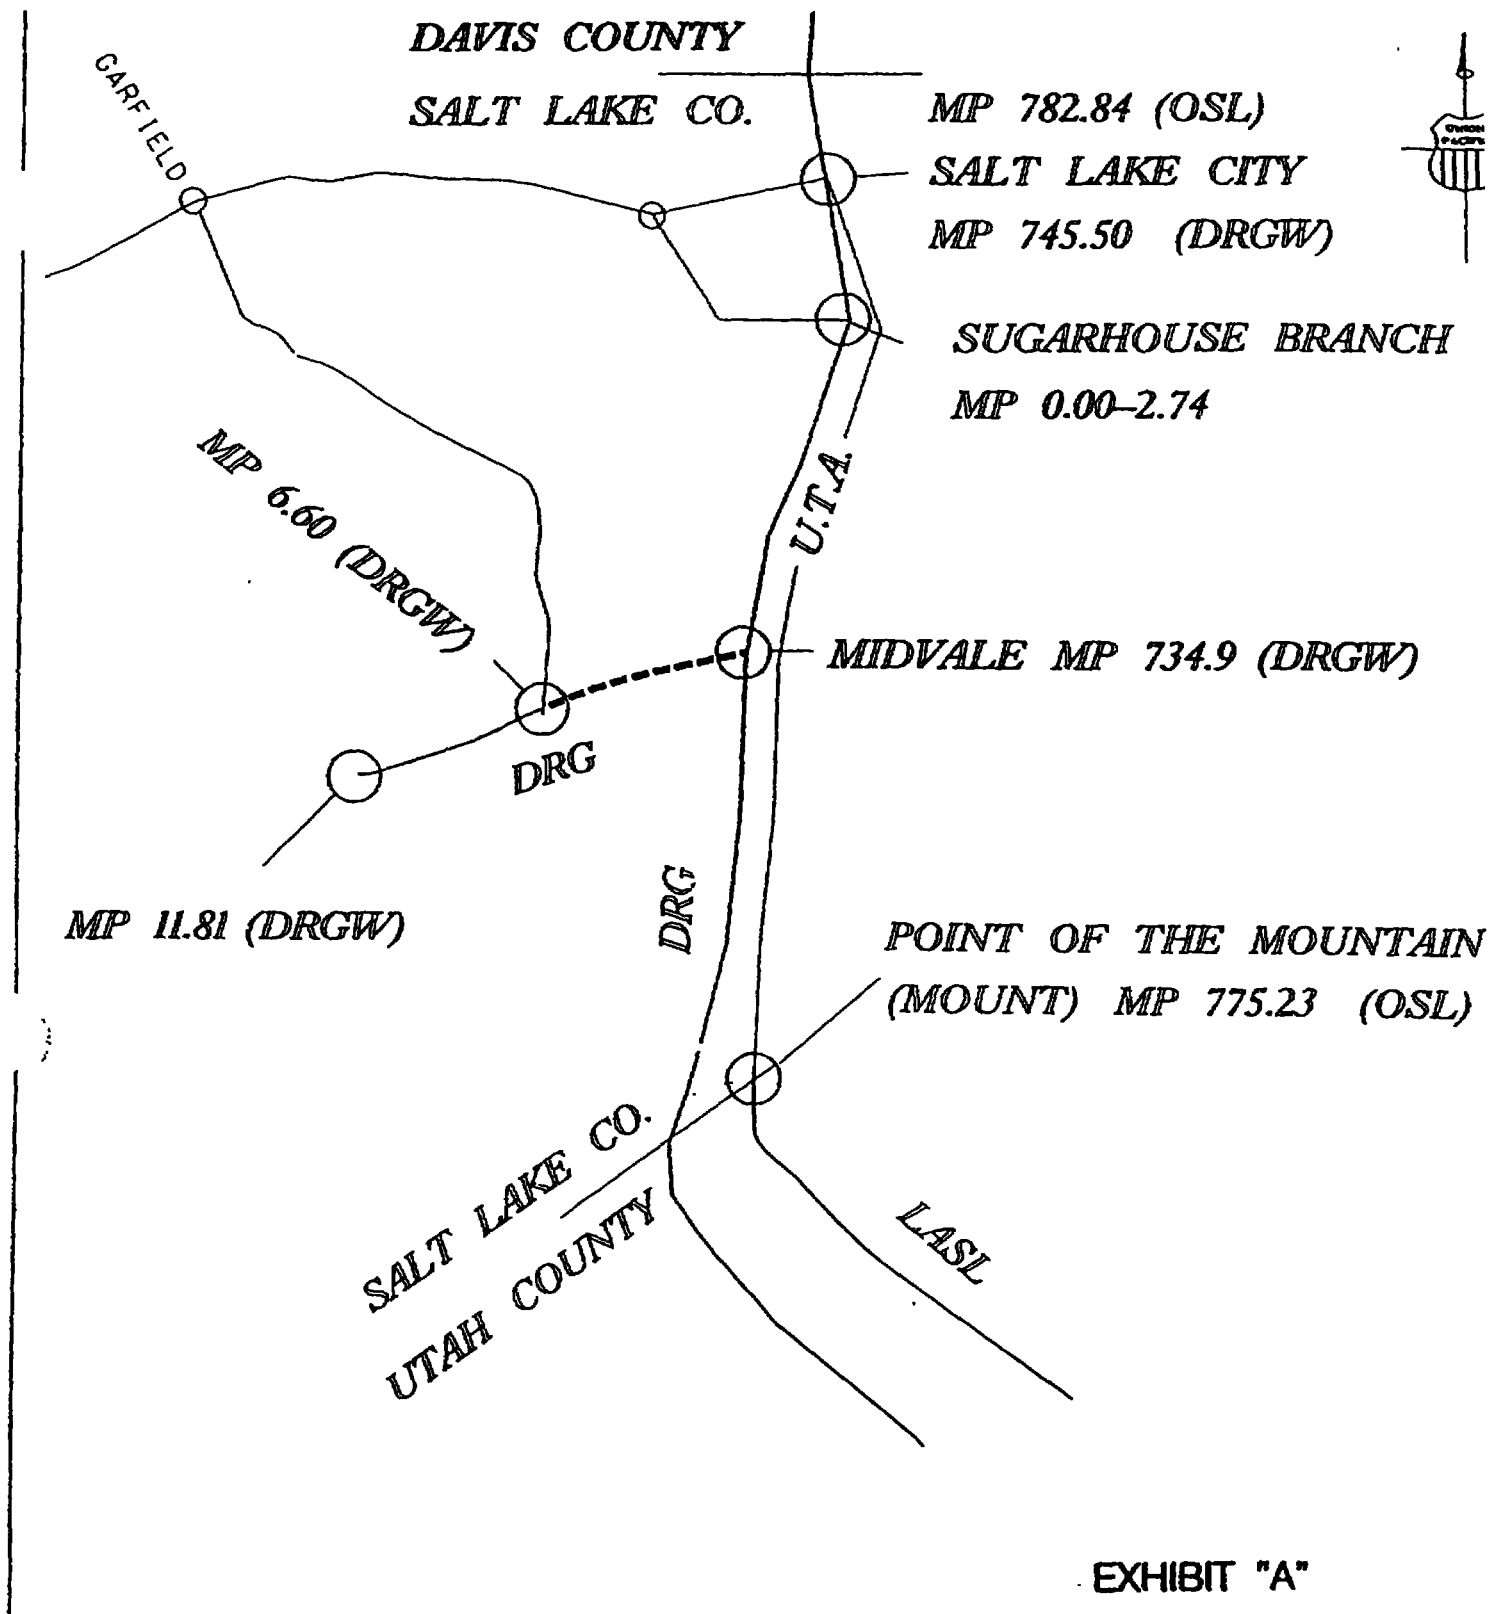 DAVIS COUNTY
SALT LAKE CO.
GARFIELD
MP 782.84 (OSL)
SALT LAKE CITY
MP 745.50 (DRGW)
UNION
PACIFIC
SUGARHOUSE BRANCH
MP 0.00–2.74
U.T.A.
MP 6.60 (DRGW)
MIDVALE MP 734.9 (DRGW)
DRG
MP 11.81 (DRGW)
DRG
POINT OF THE MOUNTAIN
(MOUNT) MP 775.23 (OSL)
SALT LAKE CO.
UTAH COUNTY
LASL
EXHIBIT "A"